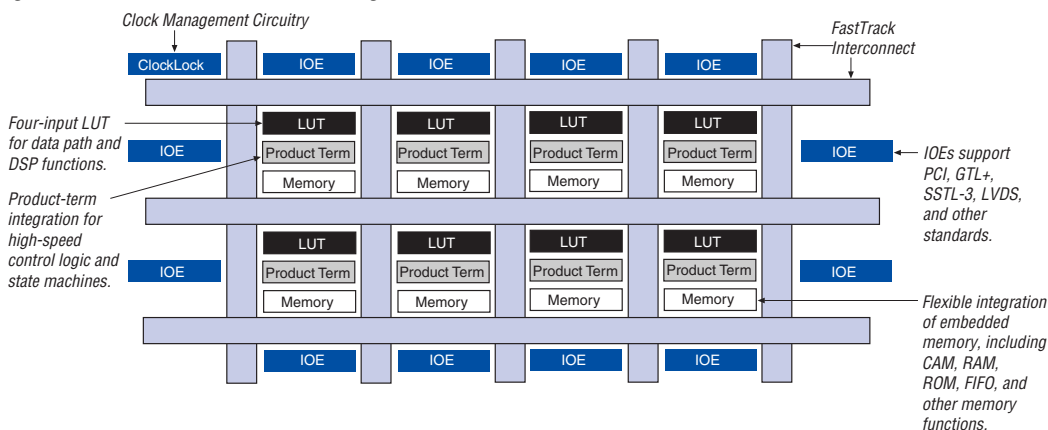 Clock Management Circuitry
FastTrack
Interconnect
ClockLock
IOE
IOE
IOE
IOE
Four-input LUT
for data path and
DSP functions.
LUT
LUT
LUT
LUT
IOE
Product Term
Product Term
Product Term
Product Term
IOE
Memory
Memory
Memory
Memory
IOEs support
PCI, GTL+,
SSTL-3, LVDS,
and other
standards.
Product-term
integration for
high-speed
control logic and
state machines.
LUT
LUT
LUT
LUT
IOE
Product Term
Product Term
Product Term
Product Term
IOE
Memory
Memory
Memory
Memory
Flexible integration
of embedded
memory, including
CAM, RAM,
ROM, FIFO, and
other memory
functions.
IOE
IOE
IOE
IOE